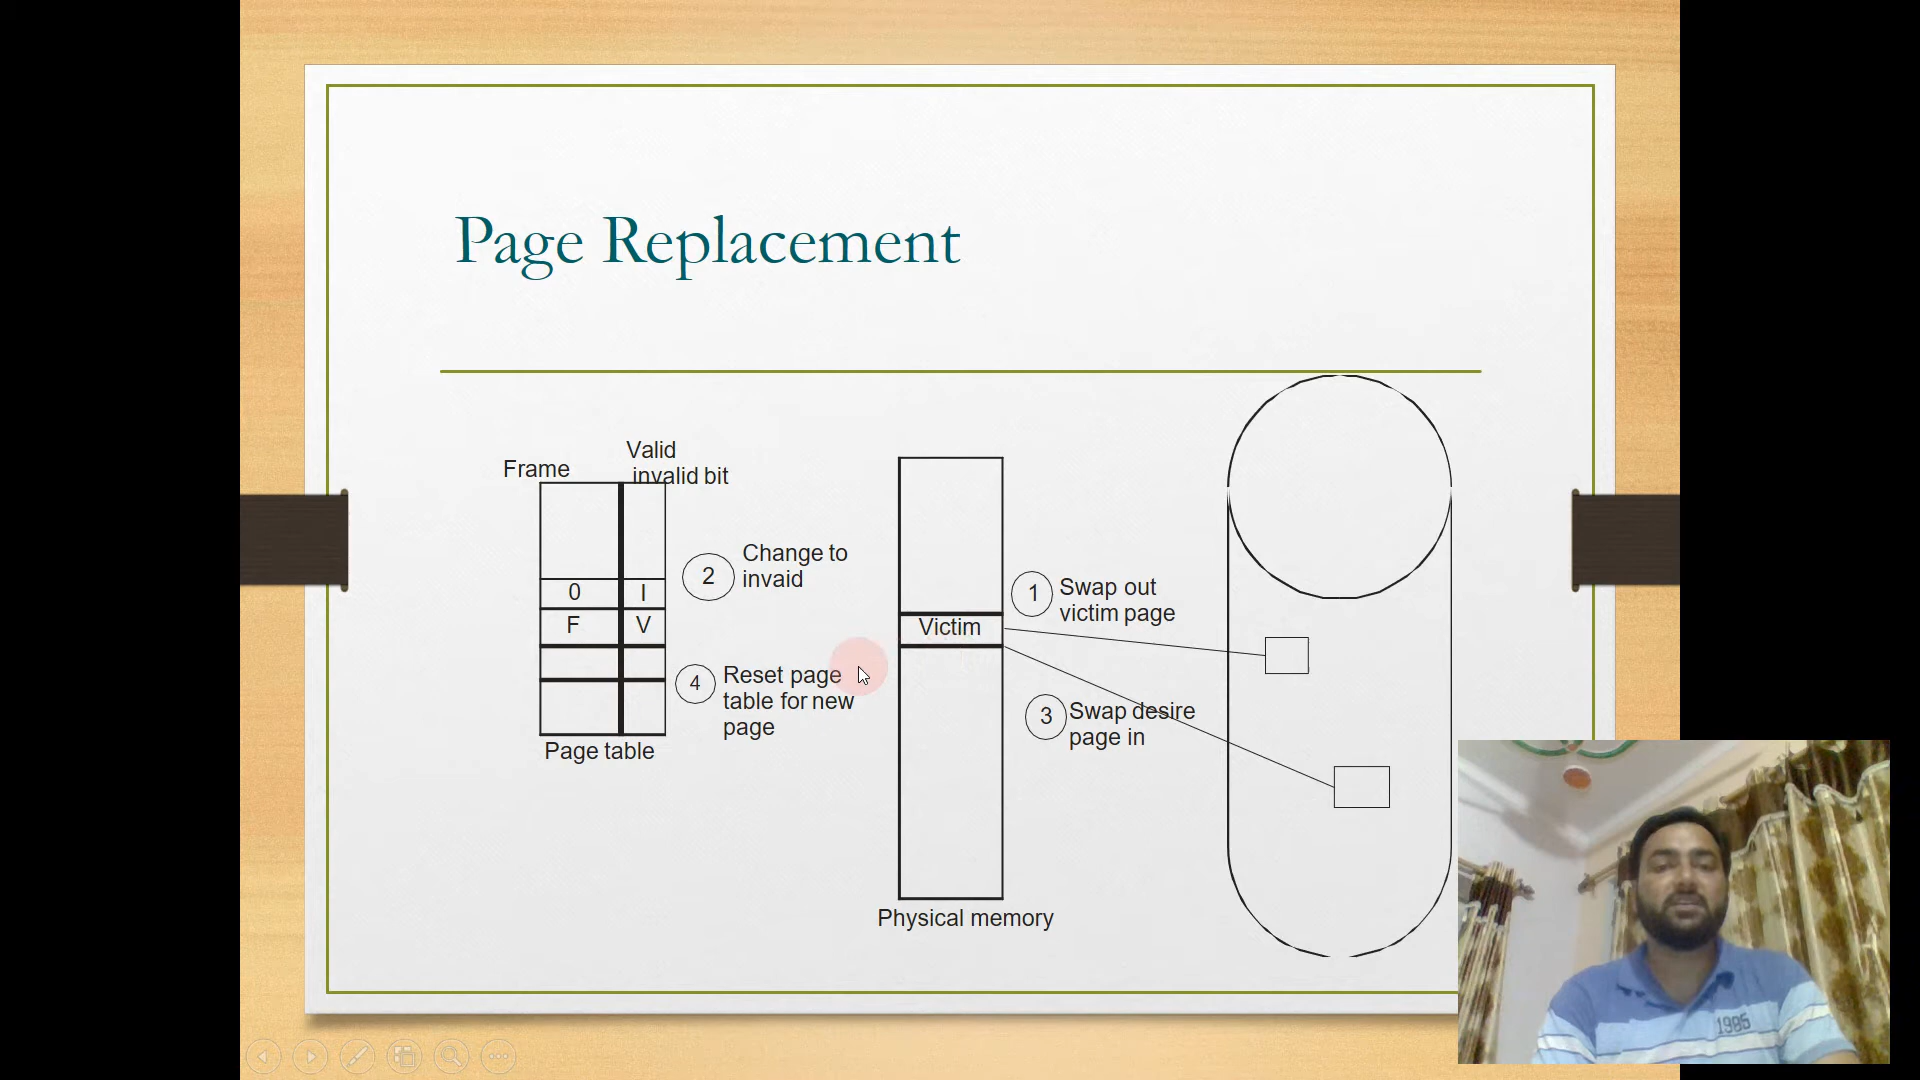 Page Replacement
Frame
Valid
invalid bit
0
I
F
V
Page table
2
Change to
invaid
4
Reset page
table for new
page
Victim
Physical memory
1
Swap out
victim page
3
Swap desire
page in
1985